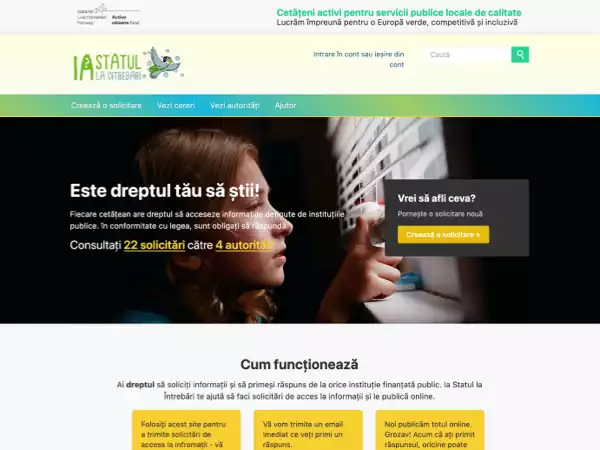 Iceland
Liechtenstein Active
Norway citizens fund
Cetățeni activi pentru servicii publice locale de calitate
Lucrăm împreună pentru o Europă verde, competitivă și incluzivă
IA STATUL
LA ÎNTREBĂRI
Intrare în cont sau ieșire din
cont
Caută
Creează o solicitare Vezi cereri Vezi autorități Ajutor
Este dreptul tău să știi!
Fiecare cetățean are dreptul să acceseze informațiile deținute de instituțiile
publice. în conformitate cu legea, sunt obligați să răspundă
Consultați 22 solicitări către 4 autorități
Vrei să afli ceva?
Pornește o solicitare nouă
Creează o solicitare »
Cum funcționează
Ai dreptul să soliciți informații și să primeși răspuns de la orice instituție finanțată public. Ia Statul la
Întrebări te ajută să faci solicitări de acces la informații și le publică online.
Folosiți acest site pentru
a trimite solicitări de
access la infromații - vă
Vă vom trimite un email
imediat ce veți primi un
răspuns.
Noi publicăm totul online.
Grozav! Acum că ați primit
răspunsul, oricine poate